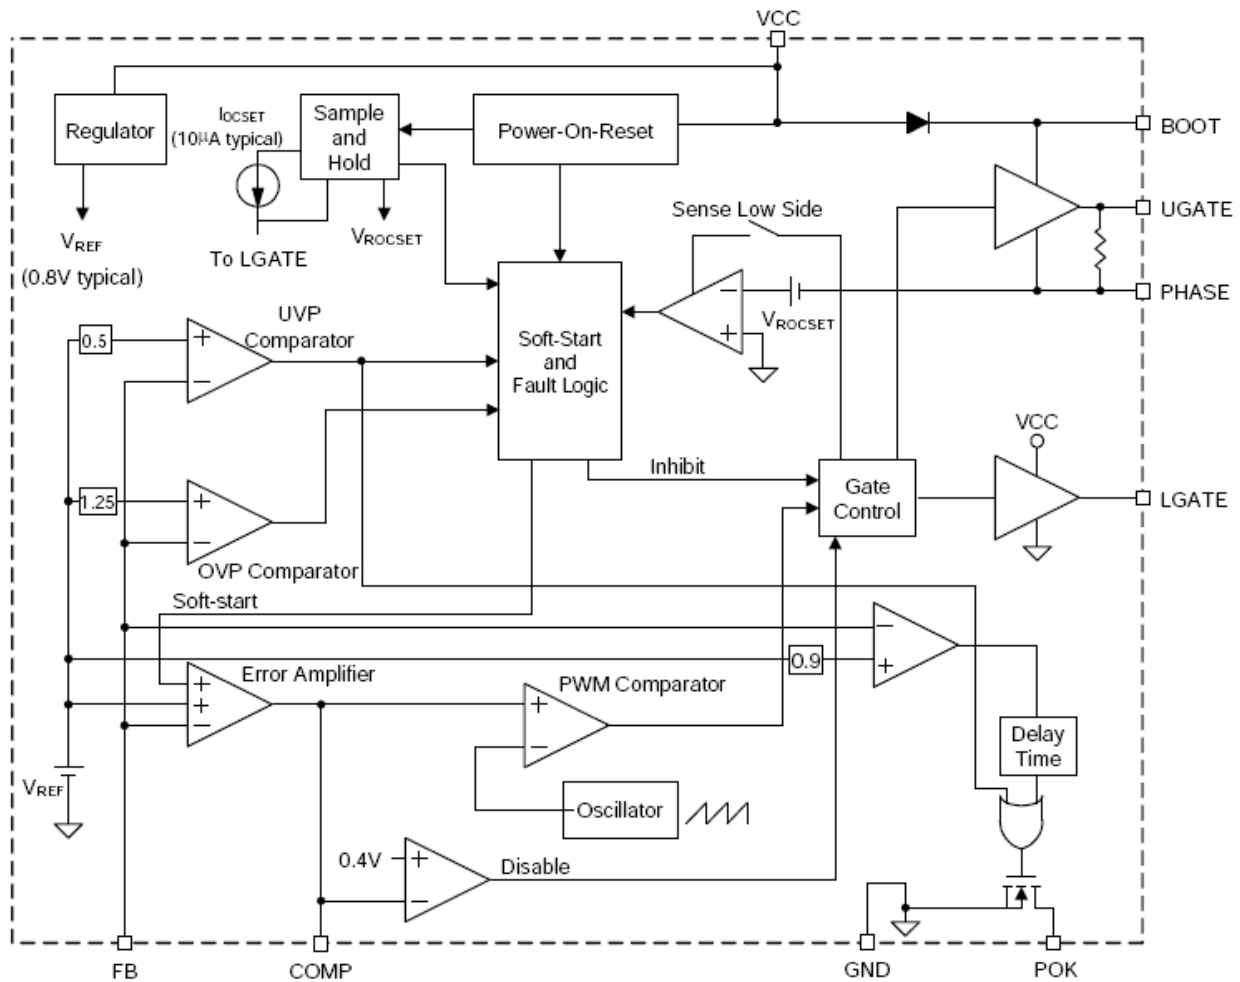 VCC
Regulator
IOCSET
(10µA typical)
Sample
and
Hold
Power-On-Reset
BOOT
VREF
(0.8V typical)
To LGATE
VROCSET
Sense Low Side
UGATE
PHASE
VROCSET
0.5
+
−
UVP
Comparator
Soft-Start
and
Fault Logic
−
+
1.25
+
−
OVP Comparator
Inhibit
Gate
Control
VCC
LGATE
Soft-start
Error Amplifier
+
+
−
PWM Comparator
+
−
0.9
−
+
Delay
Time
VREF
Oscillator
0.4V
+
−
Disable
FB
COMP
GND
POK